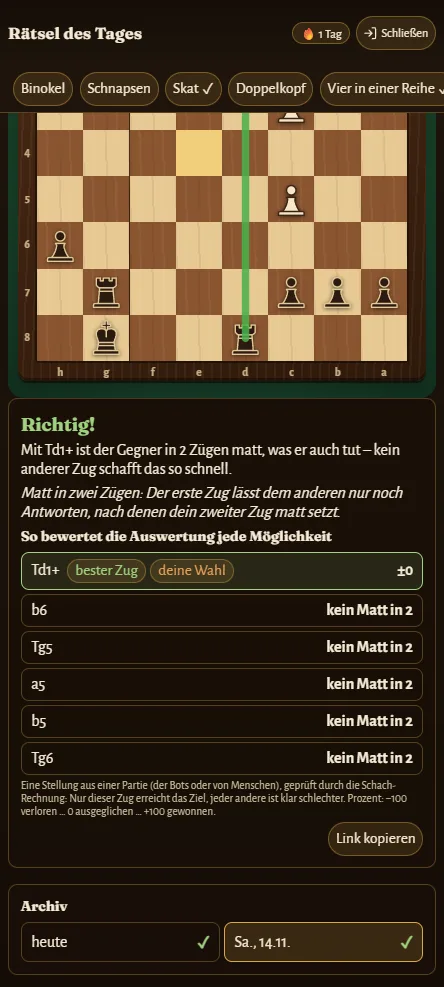 Rätsel des Tages
1 Tag
Schließen
Binokel
Schnapsen
Skat ✓
Doppelkopf
Vier in einer Reihe ✓
4
5
6
7
8
h g f e d c b a
Richtig!
Mit Td1+ ist der Gegner in 2 Zügen matt, was er auch tut – kein
anderer Zug schafft das so schnell.
Matt in zwei Zügen: Der erste Zug lässt dem anderen nur noch
Antworten, nach denen dein zweiter Zug matt setzt.
So bewertet die Auswertung jede Möglichkeit
Td1+ bester Zug deine Wahl ±0
b6 kein Matt in 2
Tg5 kein Matt in 2
a5 kein Matt in 2
b5 kein Matt in 2
Tg6 kein Matt in 2
Eine Stellung aus einer Partie (der Bots oder von Menschen), geprüft durch die Schach-
Rechnung: Nur dieser Zug erreicht das Ziel, jeder andere ist klar schlechter. Prozent: −100
verloren … 0 ausgeglichen … +100 gewonnen.
Link kopieren
Archiv
heute ✓
Sa., 14.11. ✓